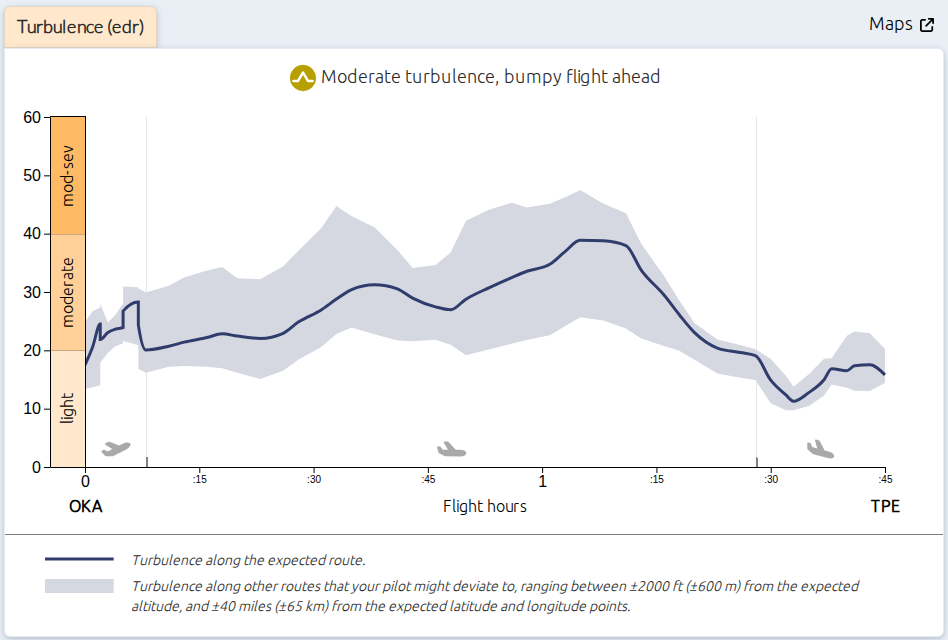 Turbulence (edr)
Maps
Moderate turbulence, bumpy flight ahead
60
50
40
30
20
10
0
mod-sev
moderate
light
0 :15 :30 :45 1 :15 :30 :45
OKA Flight hours TPE
Turbulence along the expected route.
Turbulence along other routes that your pilot might deviate to, ranging between ±2000 ft (±600 m) from the expected
altitude, and ±40 miles (±65 km) from the expected latitude and longitude points.